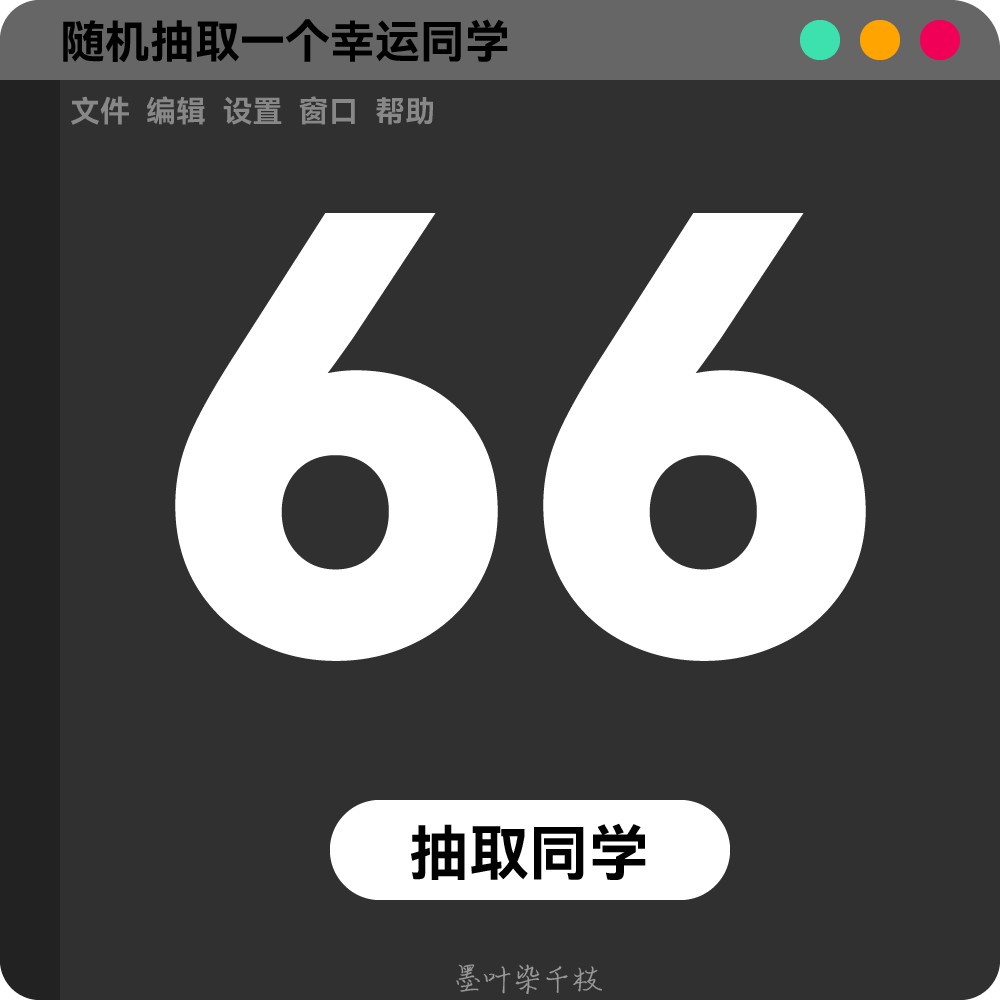 随机抽取一个幸运同学
文件 编辑 设置 窗口 帮助
66
抽取同学
墨叶染千枝